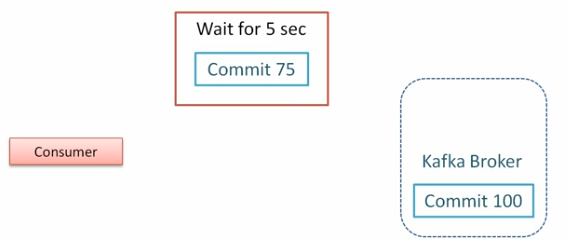 Wait for 5 sec
Commit 75
Consumer
Kafka Broker
Commit 100